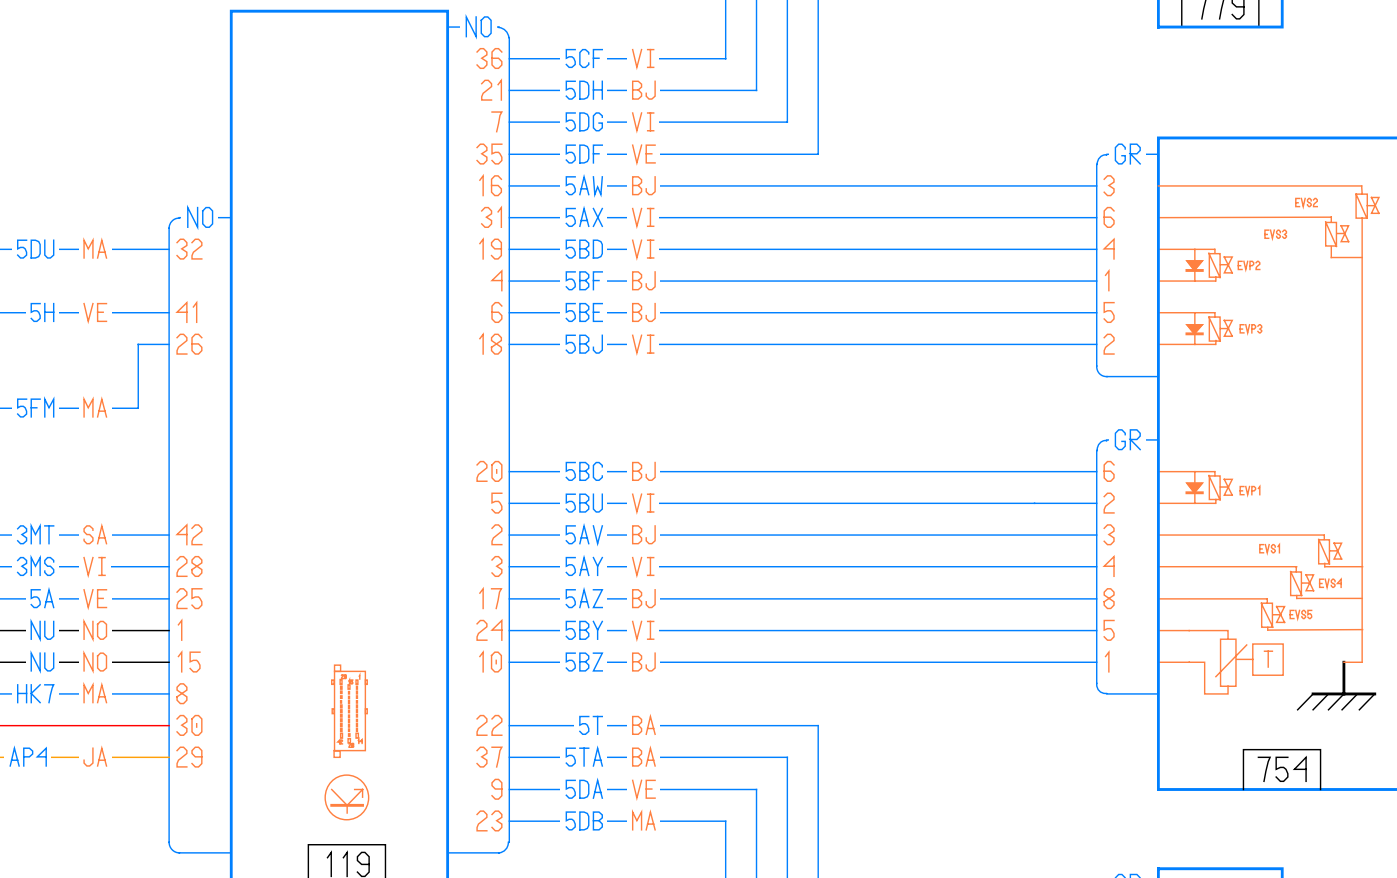 779
NO
36 5CF VI
21 5DH BJ
7 5DG VI
35 5DF VE
GR
16 5AW BJ 3
EVS2
NO
31 5AX VI 6
EVS3
5DU MA 32
19 5BD VI 4
EVP2
4 5BF BJ 1
5H VE 41
6 5BE BJ 5
EVP3
26
18 5BJ VI 2
5FM MA
GR
20 5BC BJ 6
EVP1
5 5BU VI 2
3MT SA 42
2 5AV BJ 3
EVS1
3MS VI 28
3 5AY VI 4
EVS4
5A VE 25
17 5AZ BJ 8
EVS5
NU NO 1
24 5BY VI 5
NU NO 15
10 5BZ BJ 1
T
HK7 MA 8
30
22 5T BA
AP4 JA 29
37 5TA BA
754
9 5DA VE
23 5DB MA
119